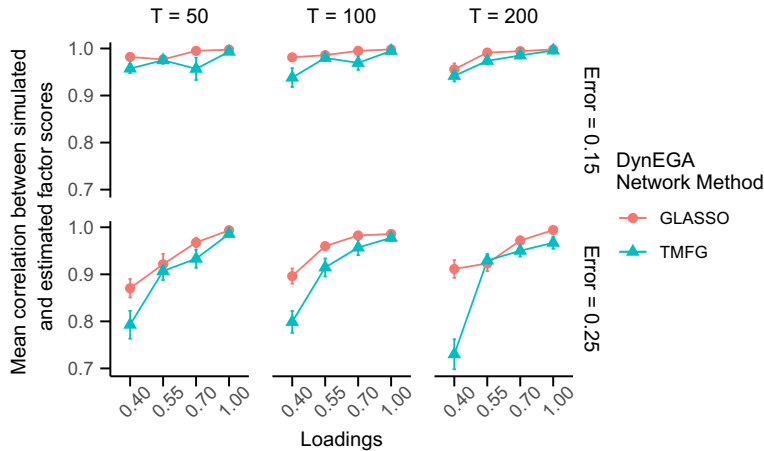 T = 50 T = 100 T = 200
Mean correlation between simulated
and estimated factor scores
1.0
0.9
0.8
0.7
Error = 0.15
1.0
0.9
0.8
0.7
Error = 0.25
0.40 0.55 0.70 1.00 0.40 0.55 0.70 1.00 0.40 0.55 0.70 1.00
Loadings
DynEGA
Network Method
GLASSO
TMFG